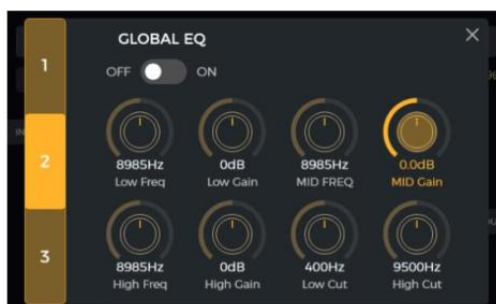 GLOBAL EQ
OFF ON
1
2
3
8985Hz 0dB 8985Hz 0.0dB
Low Freq Low Gain MID FREQ MID Gain
8985Hz 0dB 400Hz 9500Hz
High Freq High Gain Low Cut High Cut